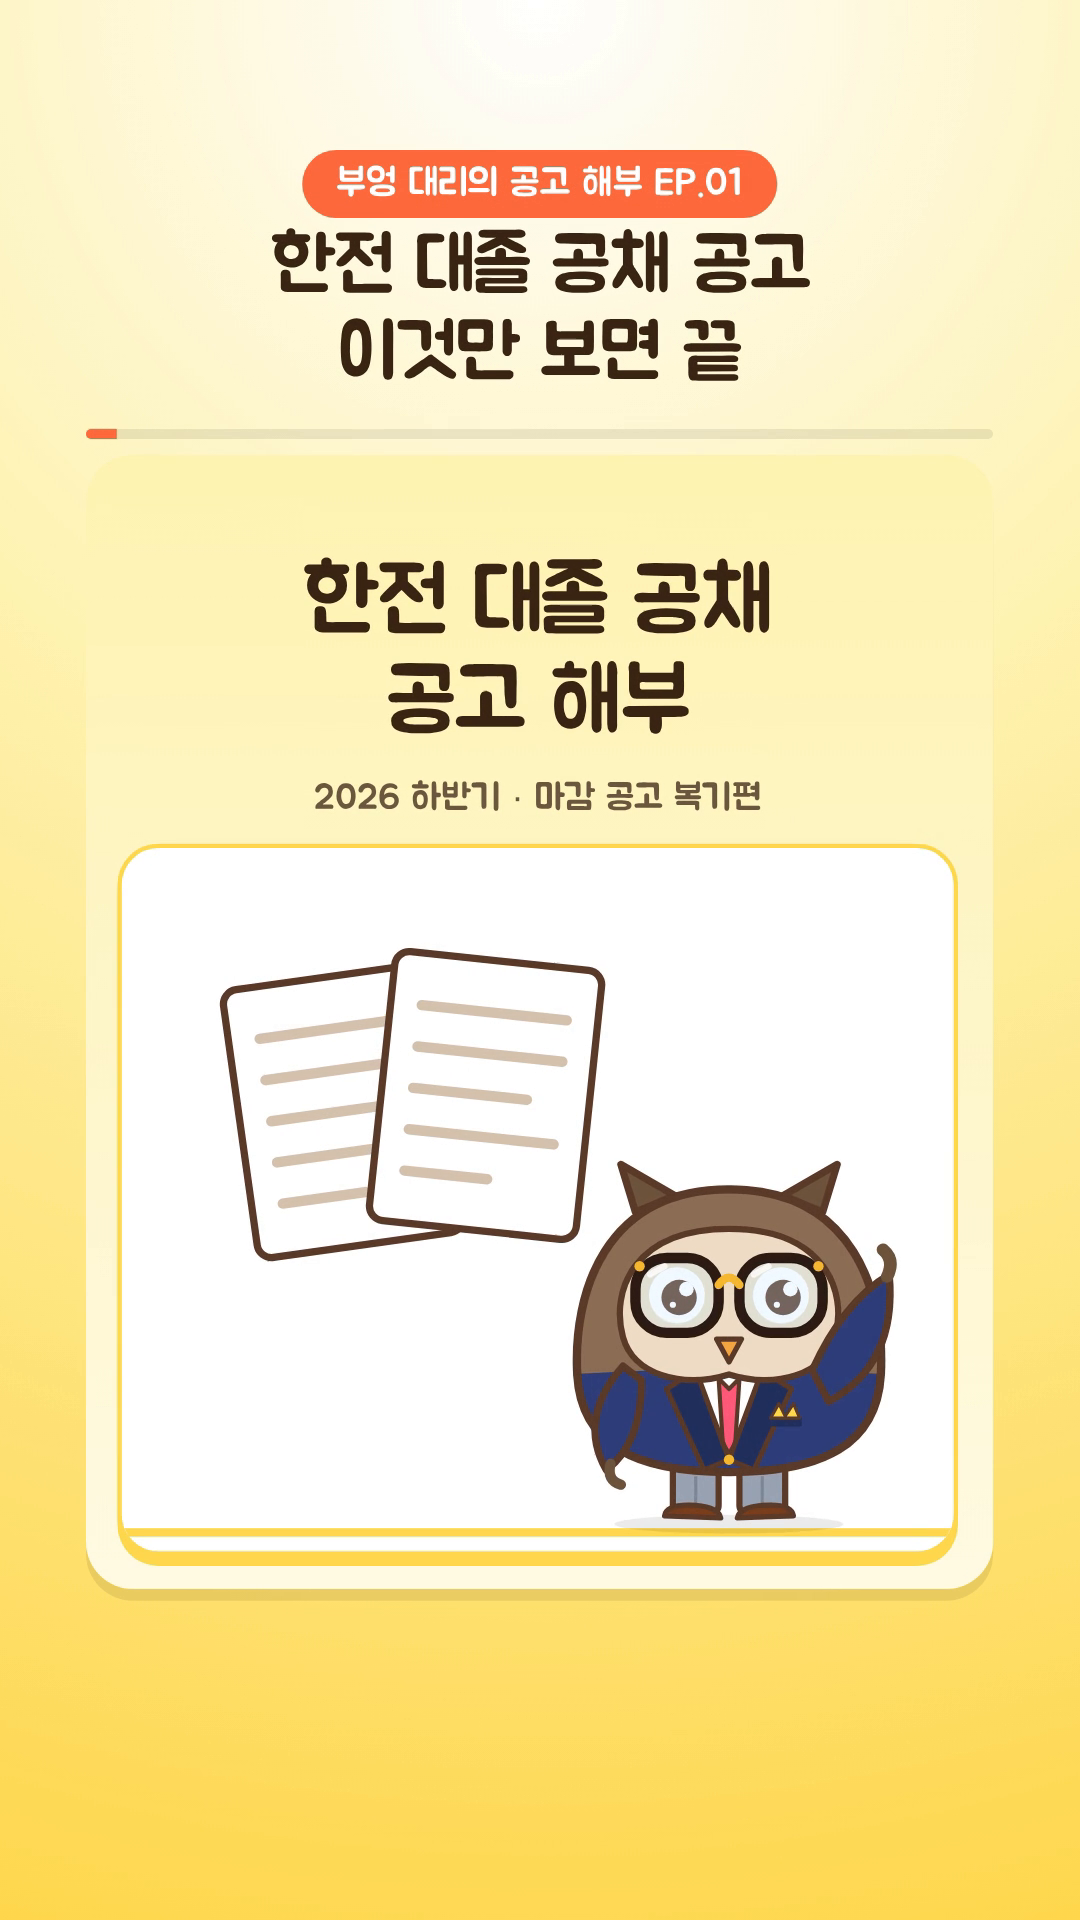 부엉 대리의 공고 해부 EP.01
한전 대졸 공채 공고
이것만 보면 끝
한전 대졸 공채
공고 해부
2026 하반기 · 마감 공고 복기편